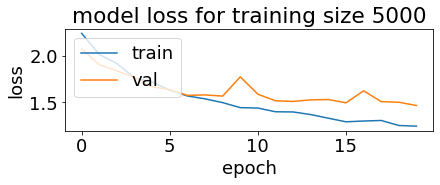 model loss for training size 5000
2.0
1.5
loss
train
val
0
5
10
15
epoch